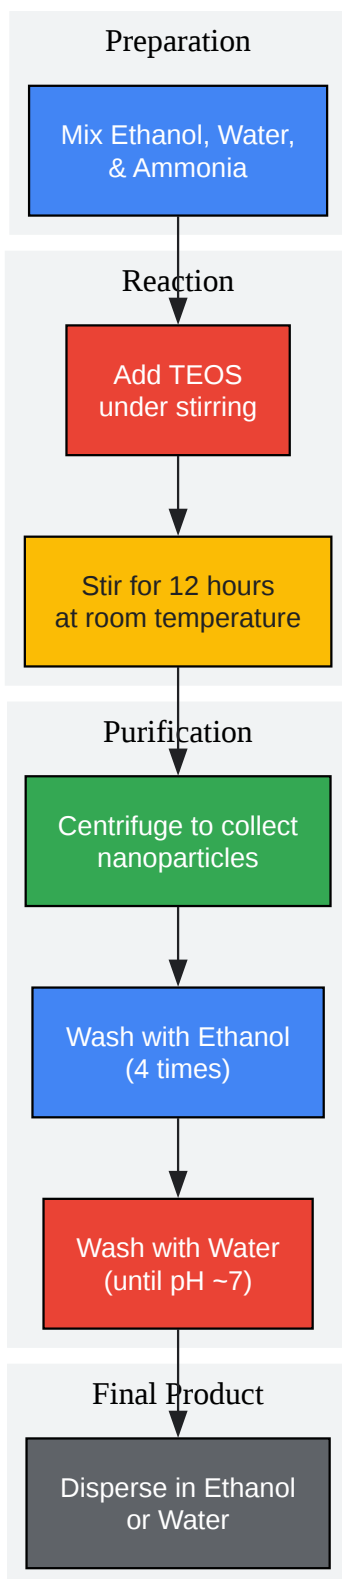 Preparation
Mix Ethanol, Water,
& Ammonia
Reaction
Add TEOS
under stirring
Stir for 12 hours
at room temperature
Purification
Centrifuge to collect
nanoparticles
Wash with Ethanol
(4 times)
Wash with Water
(until pH ~7)
Final Product
Disperse in Ethanol
or Water